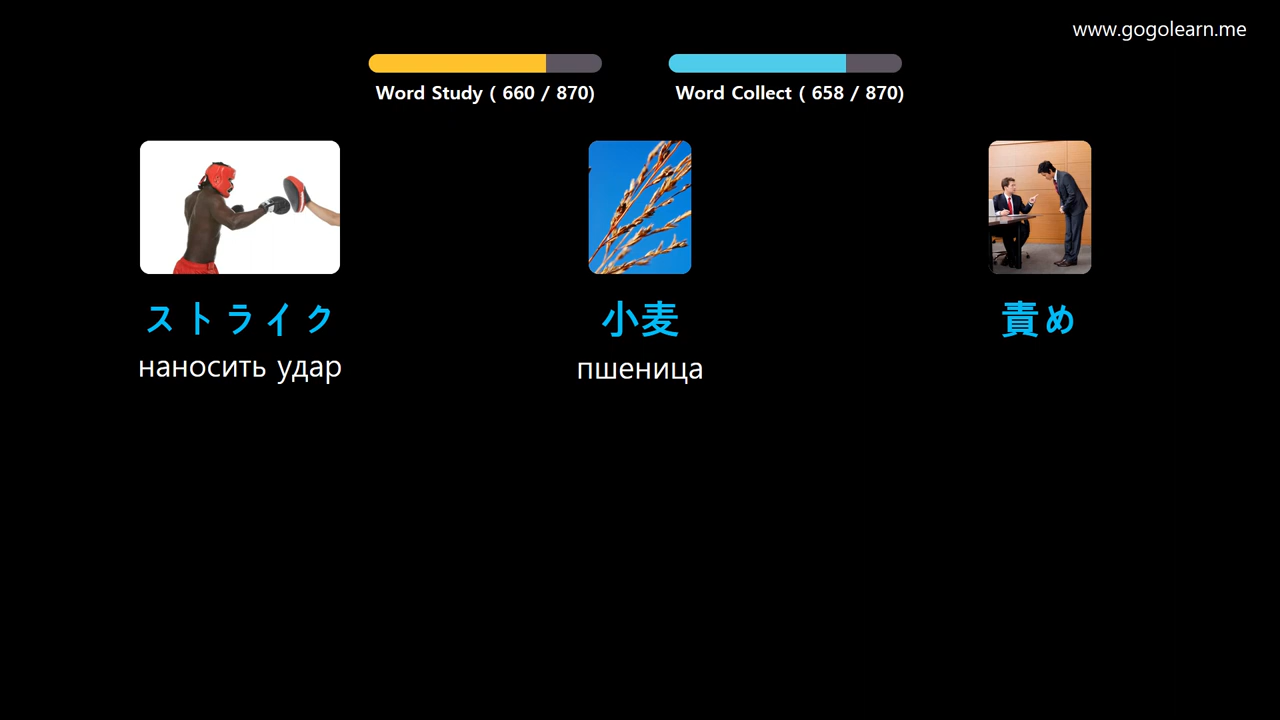 www.gogolearn.me
Word Study ( 660 / 870)
Word Collect ( 658 / 870)
ストライク
наносить удар
小麦
пшеница
責め